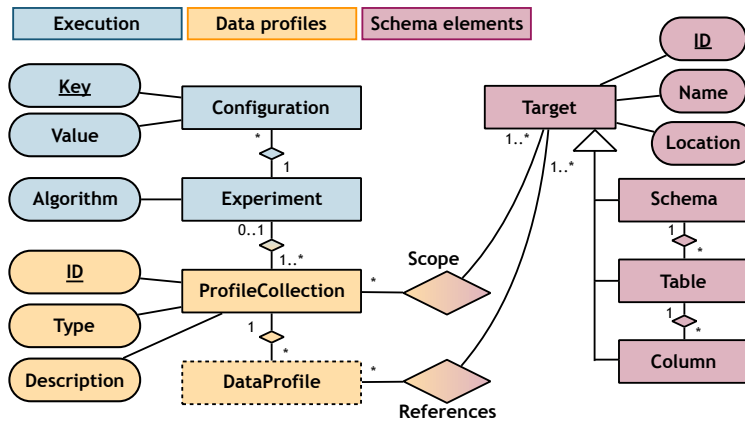 Execution
Data profiles
Schema elements
Key
Value
Configuration
*
1
Algorithm
Experiment
0..1
1..*
ID
Type
Description
ProfileCollection
*
1
*
DataProfile
*
Scope
References
Target
1..*
1..*
ID
Name
Location
Schema
1
*
Table
1
*
Column